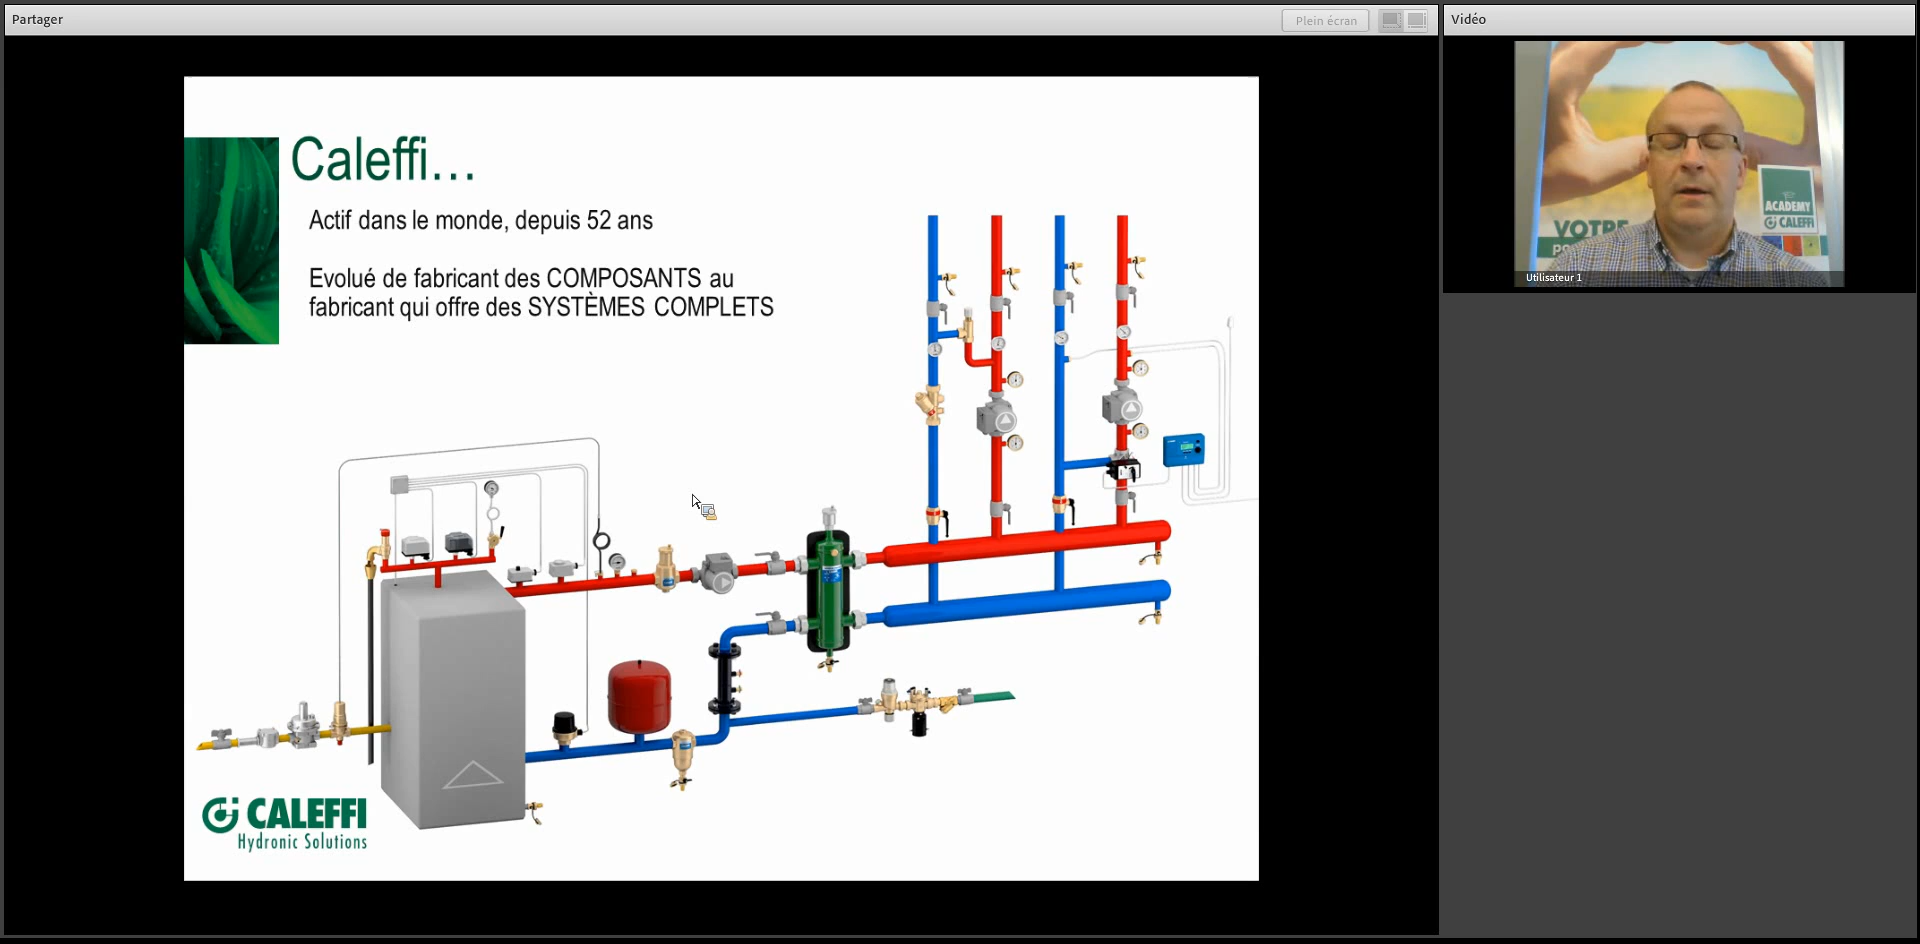 Partager
Plein écran
Vidéo
Caleffi...
Actif dans le monde, depuis 52 ans
Evolué de fabricant des COMPOSANTS au
fabricant qui offre des SYSTÈMES COMPLETS
CALEFFI
Hydronic Solutions
ACADEMY
CALEFFI
VOTRE
Utilisateur 1